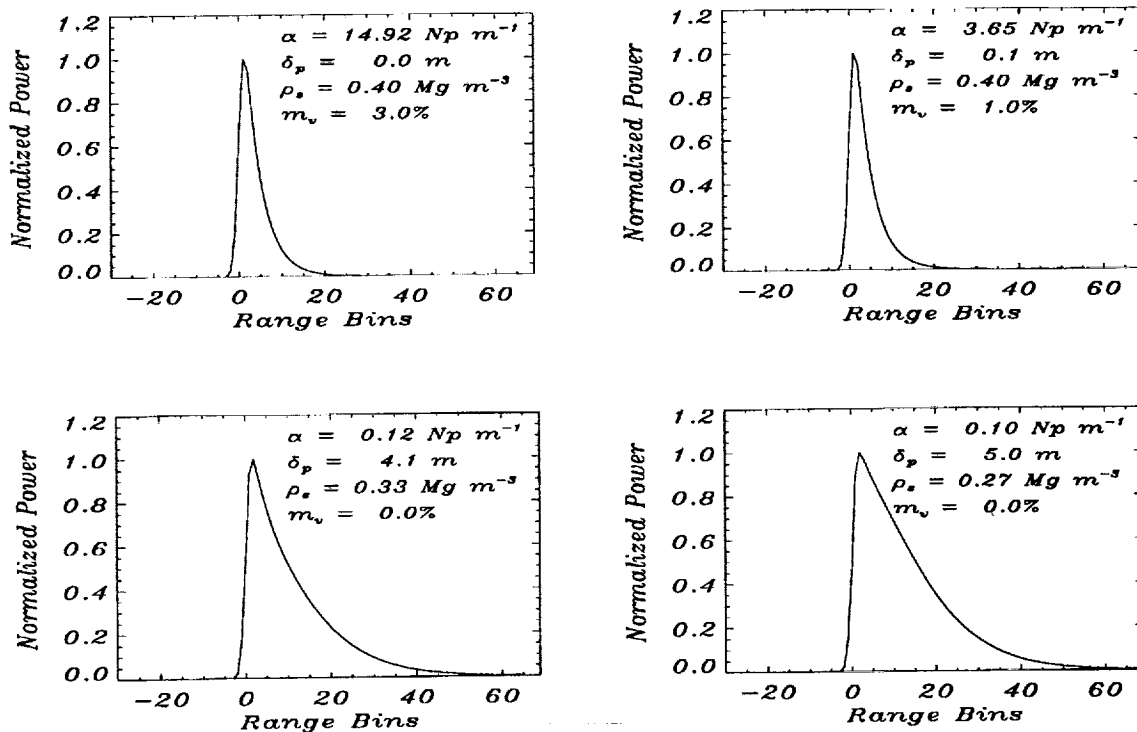 Normalized Power
1.2
1.0
0.8
0.6
0.4
0.2
0.0
α = 14.92 Np m⁻¹
δₚ = 0.0 m
ρₛ = 0.40 Mg m⁻³
mᵥ = 3.0%
−20 0 20 40 60
Range Bins
Normalized Power
1.2
1.0
0.8
0.6
0.4
0.2
0.0
α = 3.65 Np m⁻¹
δₚ = 0.1 m
ρₛ = 0.40 Mg m⁻³
mᵥ = 1.0%
−20 0 20 40 60
Range Bins
Normalized Power
1.2
1.0
0.8
0.6
0.4
0.2
0.0
α = 0.12 Np m⁻¹
δₚ = 4.1 m
ρₛ = 0.33 Mg m⁻³
mᵥ = 0.0%
−20 0 20 40 60
Range Bins
Normalized Power
1.2
1.0
0.8
0.6
0.4
0.2
0.0
α = 0.10 Np m⁻¹
δₚ = 5.0 m
ρₛ = 0.27 Mg m⁻³
mᵥ = 0.0%
−20 0 20 40 60
Range Bins